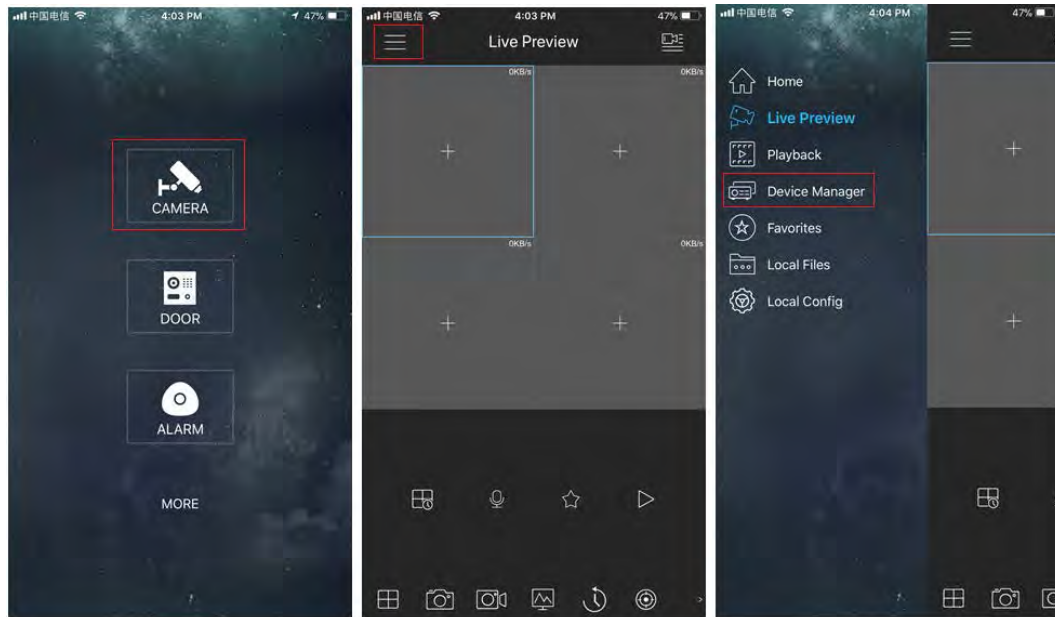 中国电信 4:03 PM 47%
CAMERA
DOOR
ALARM
MORE
中国电信 4:03 PM 47%
Live Preview
0KB/s 0KB/s
0KB/s 0KB/s
中国电信 4:04 PM 47%
Home
Live Preview
Playback
Device Manager
Favorites
Local Files
Local Config